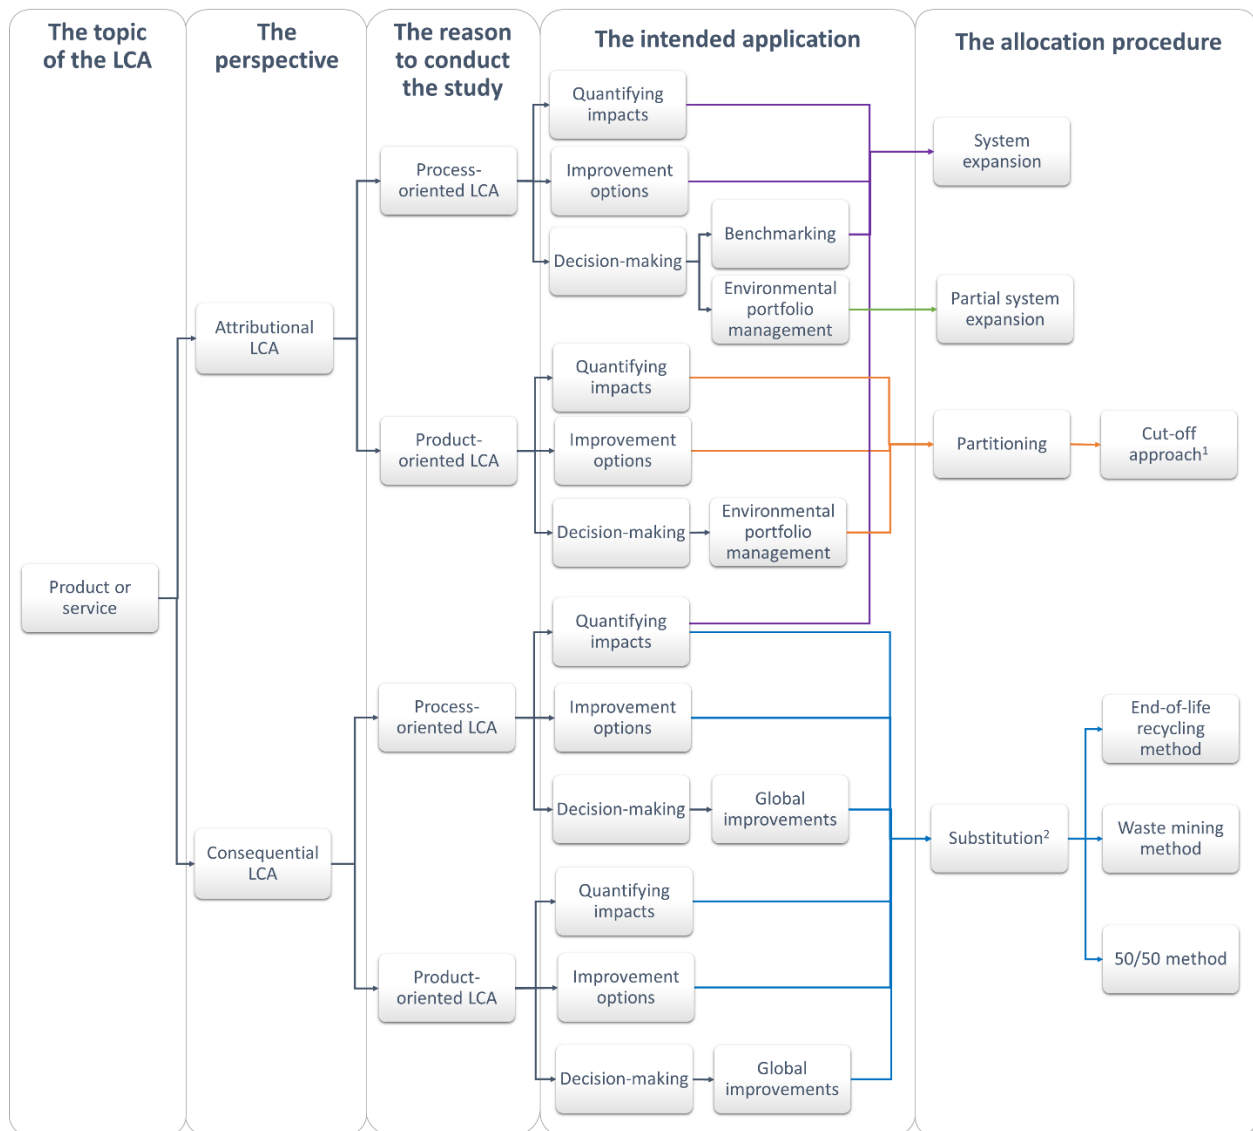 The topic
of the LCA
The
perspective
The reason
to conduct
the study
The intended application
The allocation procedure
Product or
service
Attributional
LCA
Consequential
LCA
Process-
oriented LCA
Product-
oriented LCA
Process-
oriented LCA
Product-
oriented LCA
Quantifying
impacts
Improvement
options
Decision-making
Benchmarking
Environmental
portfolio
management
Quantifying
impacts
Improvement
options
Decision-making
Environmental
portfolio
management
Quantifying
impacts
Improvement
options
Decision-making
Global
improvements
Quantifying
impacts
Improvement
options
Decision-making
Global
improvements
System
expansion
Partial system
expansion
Partitioning
Cut-off
approach¹
Substitution²
End-of-life
recycling
method
Waste mining
method
50/50 method